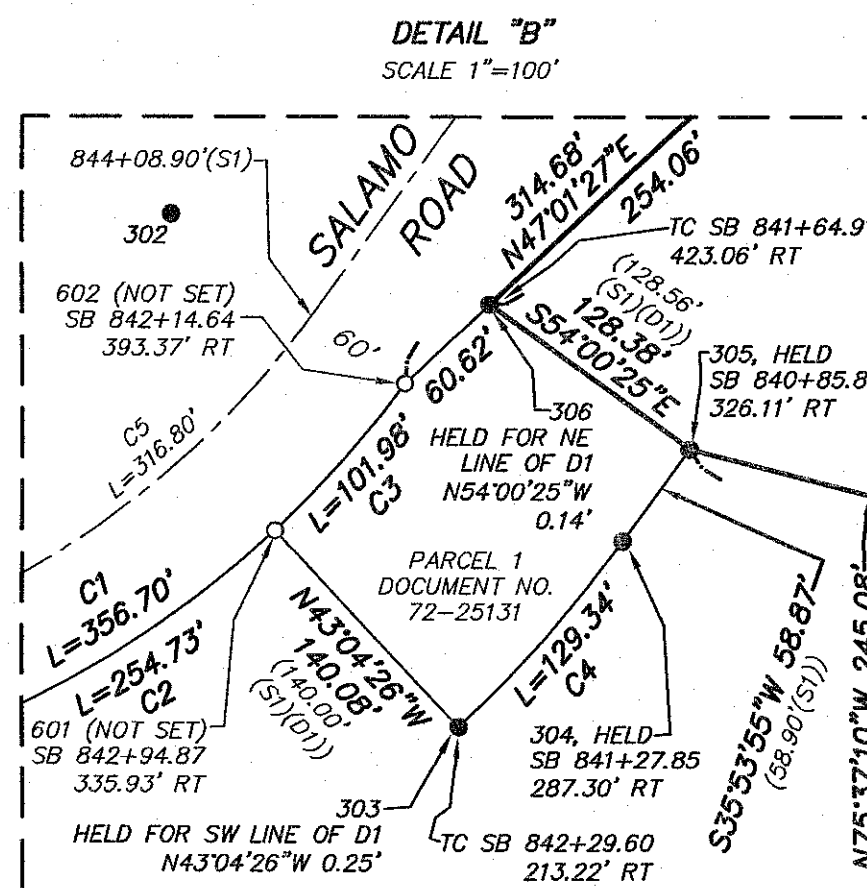 DETAIL "B"
SCALE 1"=100'
844+08.90'(S1)
302
SALAMO
ROAD
314.68'
N47°01'27"E
254.06'
TC SB 841+64.9
423.06' RT
602 (NOT SET)
SB 842+14.64
393.37' RT
60'
(128.56'
(S1)(D1))
128.38'
S54°00'25"E
305, HELD
SB 840+85.8
326.11' RT
60.62'
306
HELD FOR NE
LINE OF D1
N54°00'25"W
0.14'
C5
L=316.80'
L=101.98'
C3
PARCEL 1
DOCUMENT NO.
72-25131
C1
L=356.70'
L=254.73'
C2
N43°04'26"W
140.08'
(140.00'
(S1)(D1))
L=129.34'
C4
S35°53'55"W 58.87'
(58.90'(S1))
N75°37'10"W 245.08'
601 (NOT SET)
SB 842+94.87
335.93' RT
304, HELD
SB 841+27.85
287.30' RT
303
HELD FOR SW LINE OF D1
N43°04'26"W 0.25'
TC SB 842+29.60
213.22' RT